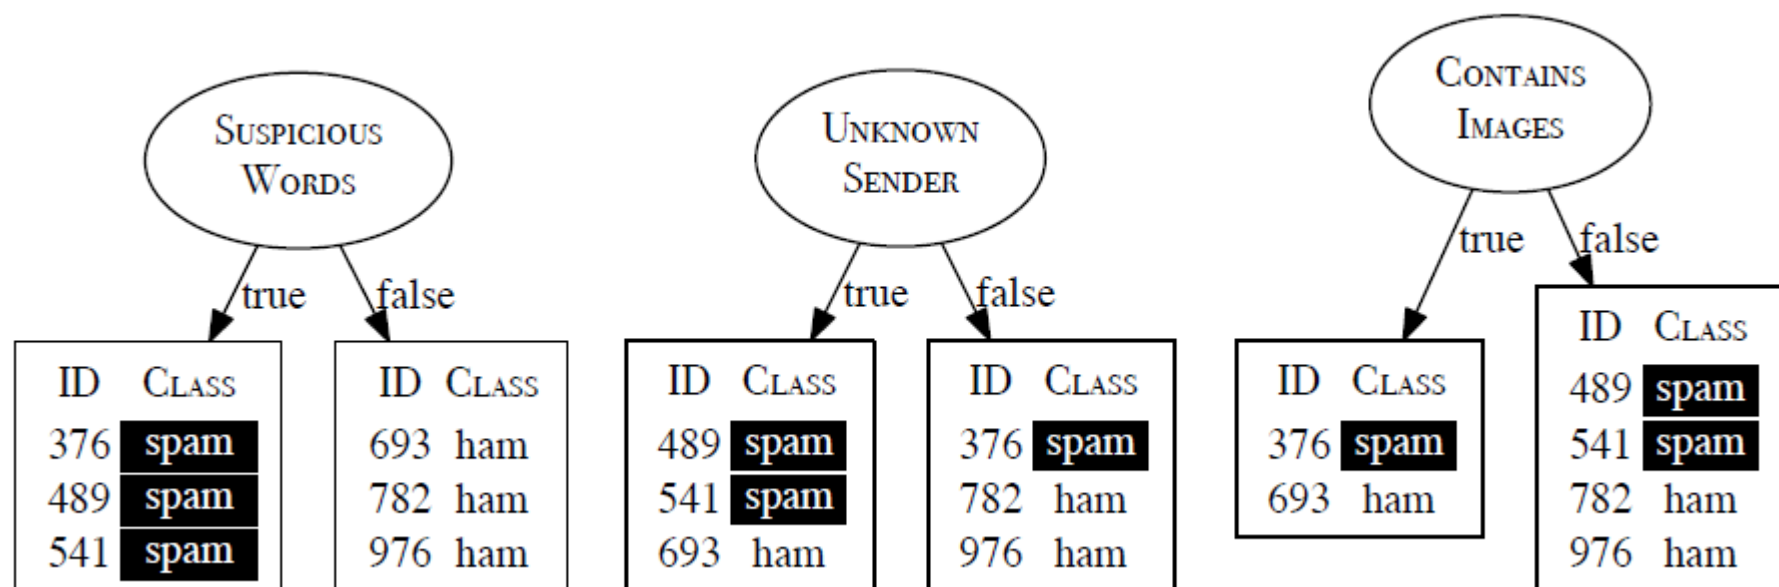 SUSPICIOUS
WORDS
true
false
ID CLASS
376 spam
489 spam
541 spam
ID CLASS
693 ham
782 ham
976 ham
UNKNOWN
SENDER
true
false
ID CLASS
489 spam
541 spam
693 ham
ID CLASS
376 spam
782 ham
976 ham
CONTAINS
IMAGES
true
false
ID CLASS
376 spam
693 ham
ID CLASS
489 spam
541 spam
782 ham
976 ham